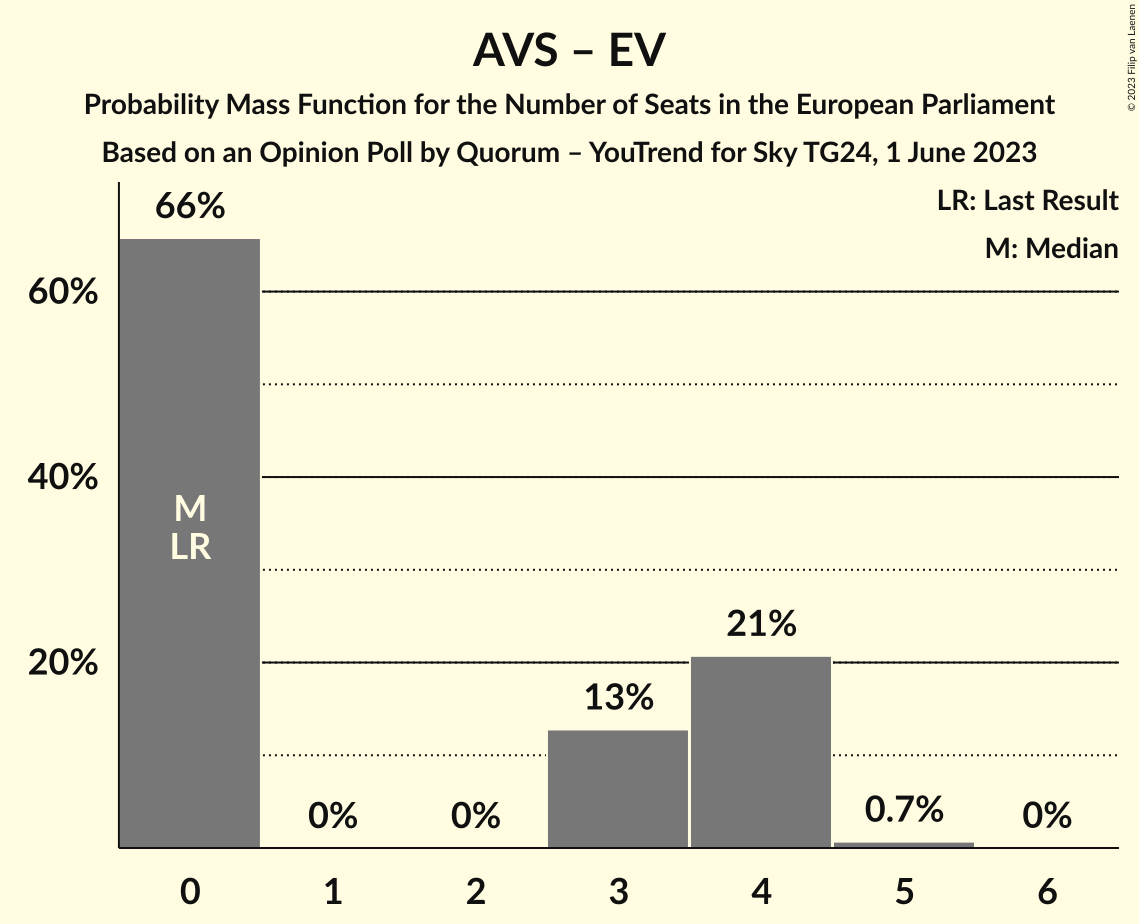 AVS – EV
Probability Mass Function for the Number of Seats in the European Parliament
Based on an Opinion Poll by Quorum – YouTrend for Sky TG24, 1 June 2023
© 2023 Filip van Laenen
LR: Last Result
M: Median
66%
60%
40%
20%
M
LR
0%
0%
13%
21%
0.7%
0%
0 1 2 3 4 5 6